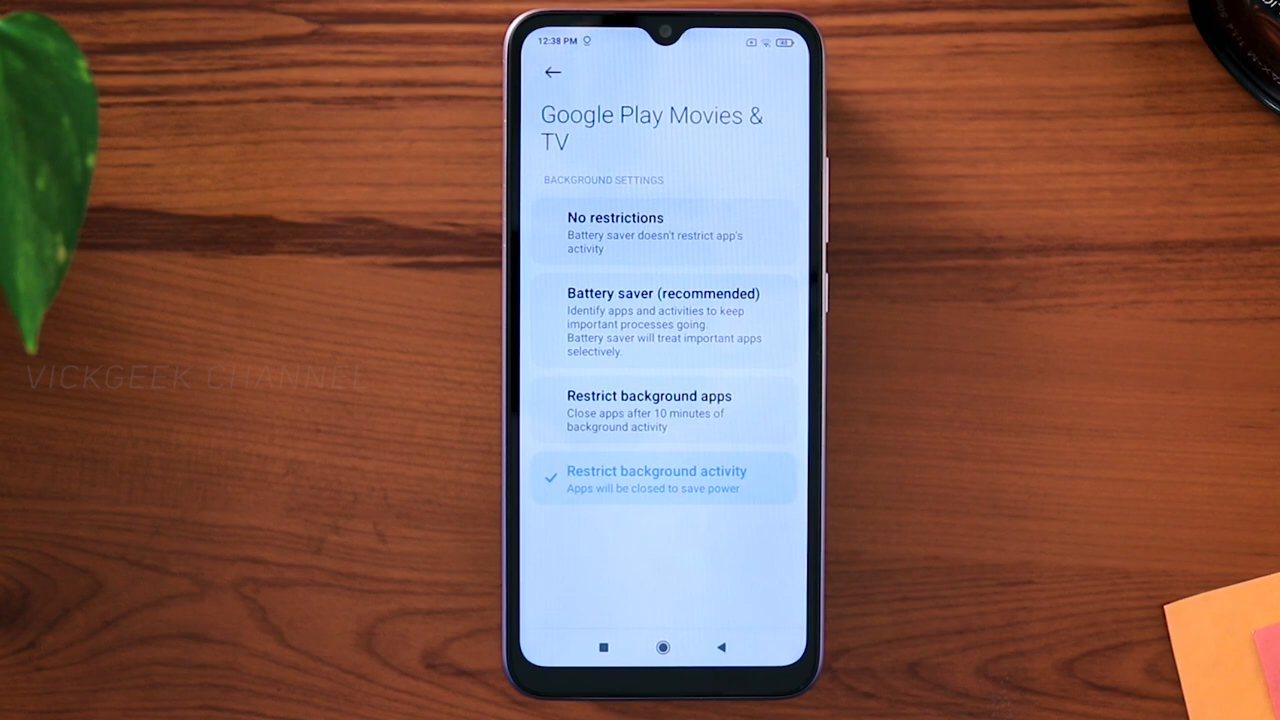 12:38 PM
Google Play Movies &
TV
BACKGROUND SETTINGS
No restrictions
Battery saver doesn't restrict app's
activity
Battery saver (recommended)
Identify apps and activities to keep
important processes going.
Battery saver will treat important apps
selectively.
Restrict background apps
Close apps after 10 minutes of
background activity
Restrict background activity
Apps will be closed to save power
VICKGEEK CHANNEL